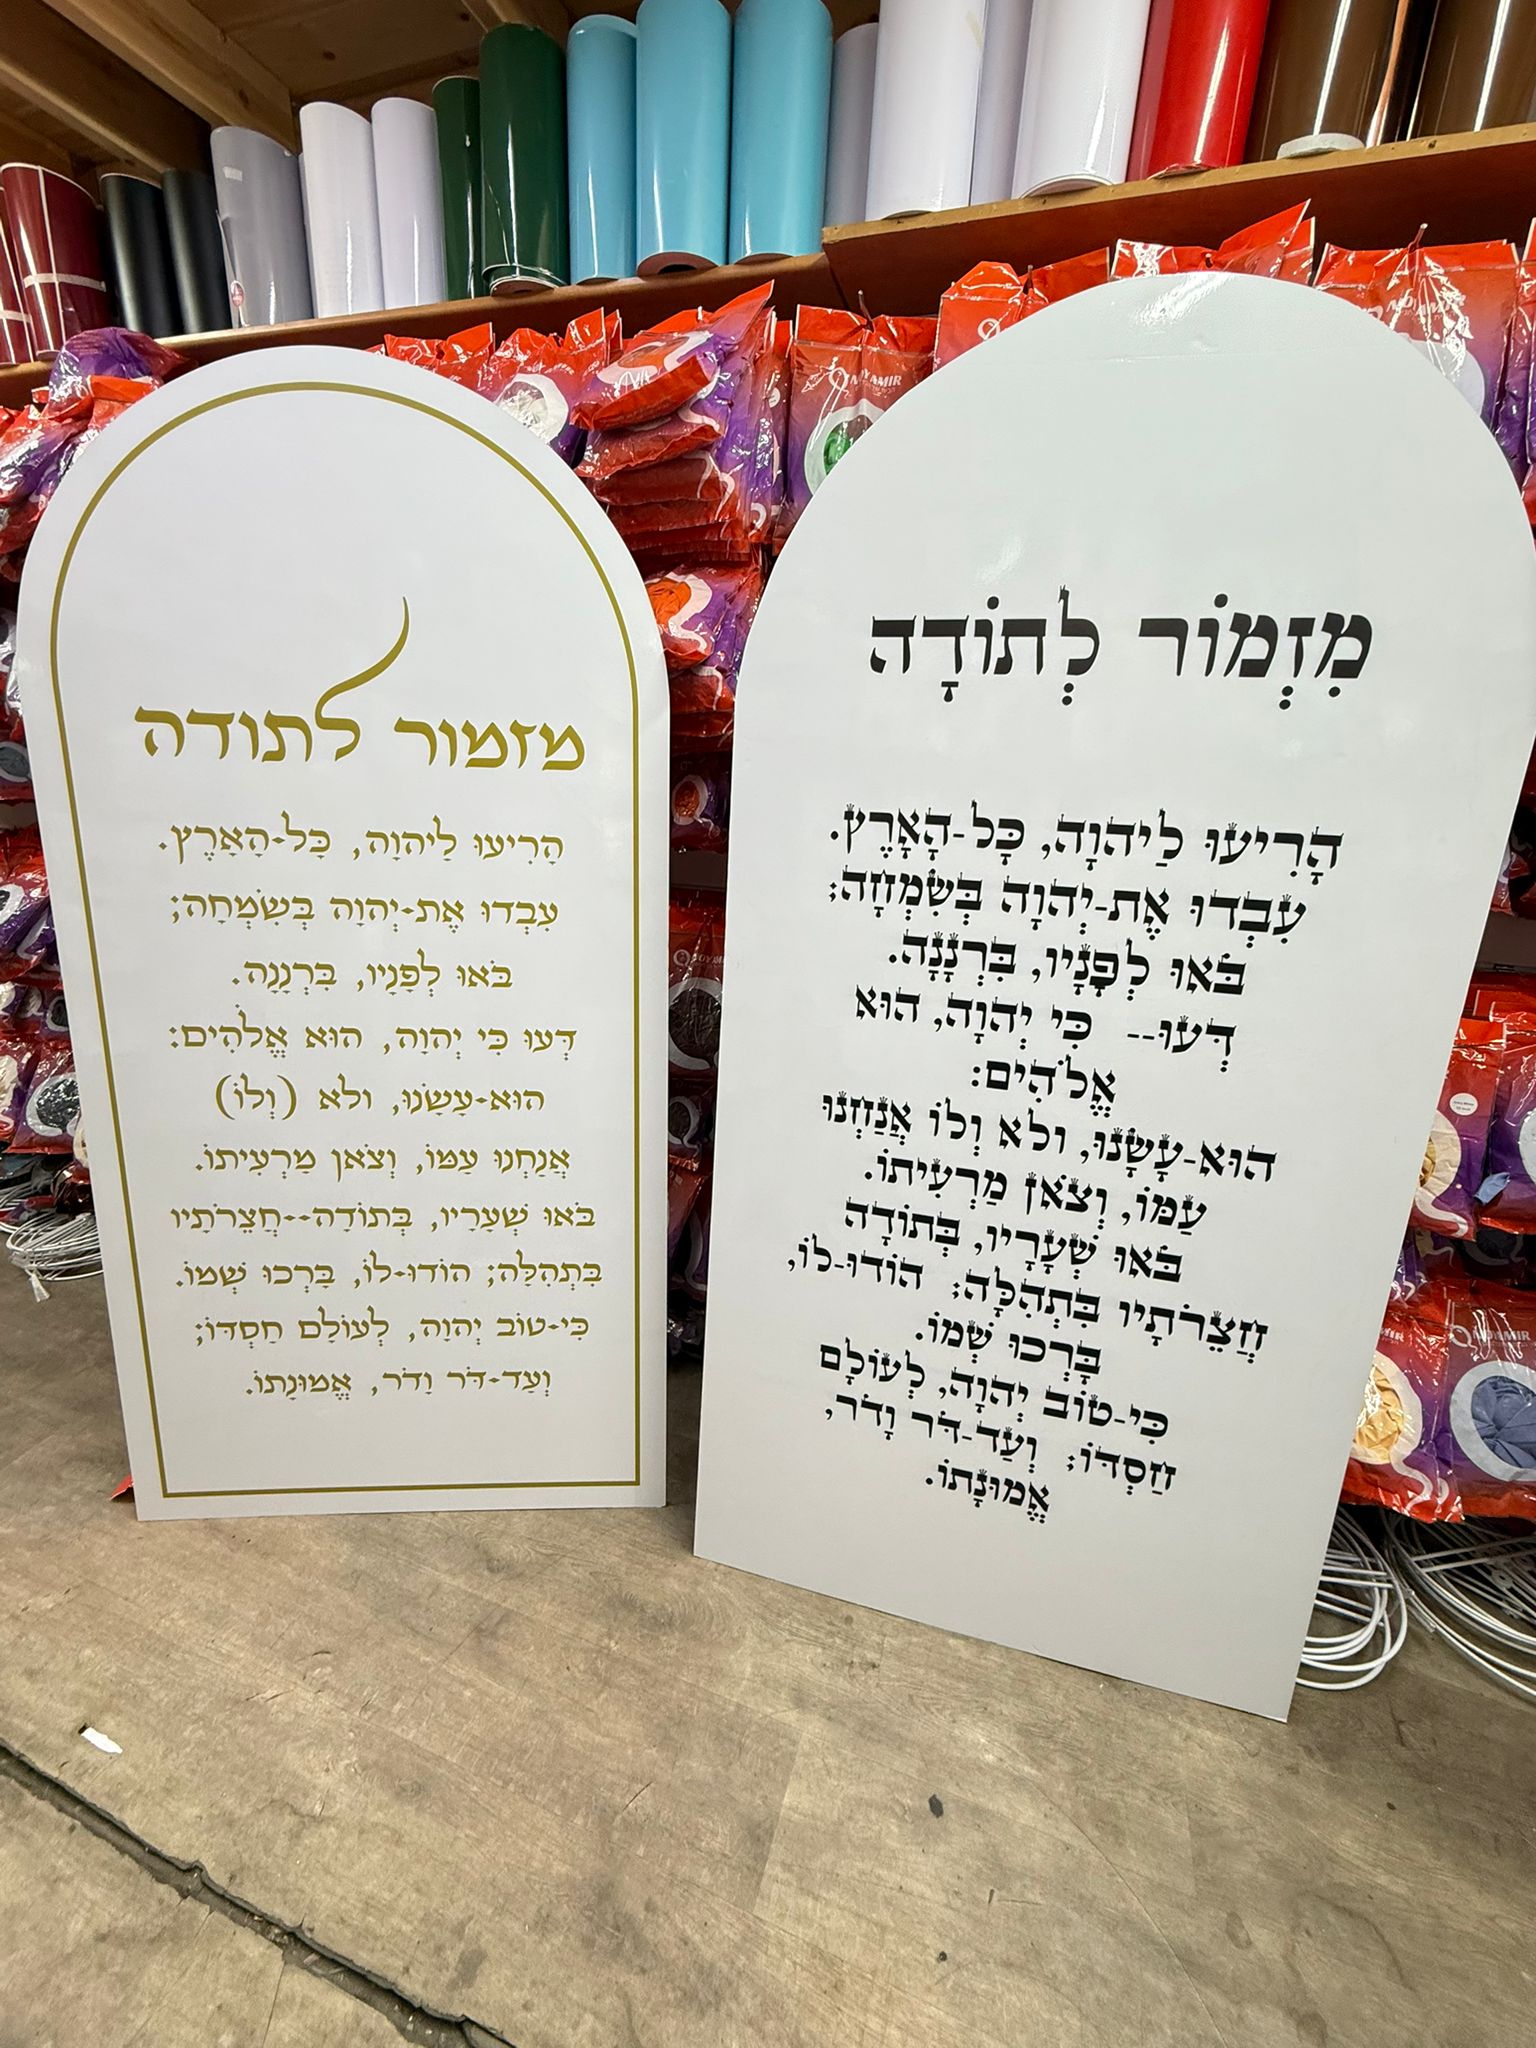 מזמור לתודה
הָרִיעוּ לַיהוָה, כָּל-הָאָרֶץ.
עִבְדוּ אֶת-יְהוָה בְּשִׂמְחָה;
בֹּאוּ לְפָנָיו, בִּרְנָנָה.
דְּעוּ כִּי יְהוָה, הוּא אֱלֹהִים:
הוּא-עָשָׂנוּ, ולא (וְלוֹ)
אֲנַחְנוּ עַמּוֹ, וְצֹאן מַרְעִיתוֹ.
בֹּאוּ שְׁעָרָיו, בְּתוֹדָה--חֲצֵרֹתָיו
בִּתְהִלָּה; הוֹדוּ-לוֹ, בָּרְכוּ שְׁמוֹ.
כִּי-טוֹב יְהוָה, לְעוֹלָם חַסְדּוֹ;
וְעַד-דֹּר וָדֹר, אֱמוּנָתוֹ.
מִזְמוֹר לְתוֹדָה
הָרִיעוּ לַיהוָה, כָּל-הָאָרֶץ.
עִבְדוּ אֶת-יְהוָה בְּשִׂמְחָה;
בֹּאוּ לְפָנָיו, בִּרְנָנָה.
דְּעוּ-- כִּי יְהוָה, הוּא
אֱלֹהִים:
הוּא-עָשָׂנוּ, ולא וְלוֹ אֲנַחְנוּ
עַמּוֹ, וְצֹאן מַרְעִיתוֹ.
בֹּאוּ שְׁעָרָיו, בְּתוֹדָה
חֲצֵרֹתָיו בִּתְהִלָּה; הוֹדוּ-לוֹ,
בָּרְכוּ שְׁמוֹ.
כִּי-טוֹב יְהוָה, לְעוֹלָם
חַסְדּוֹ; וְעַד-דֹּר וָדֹר,
אֱמוּנָתוֹ.